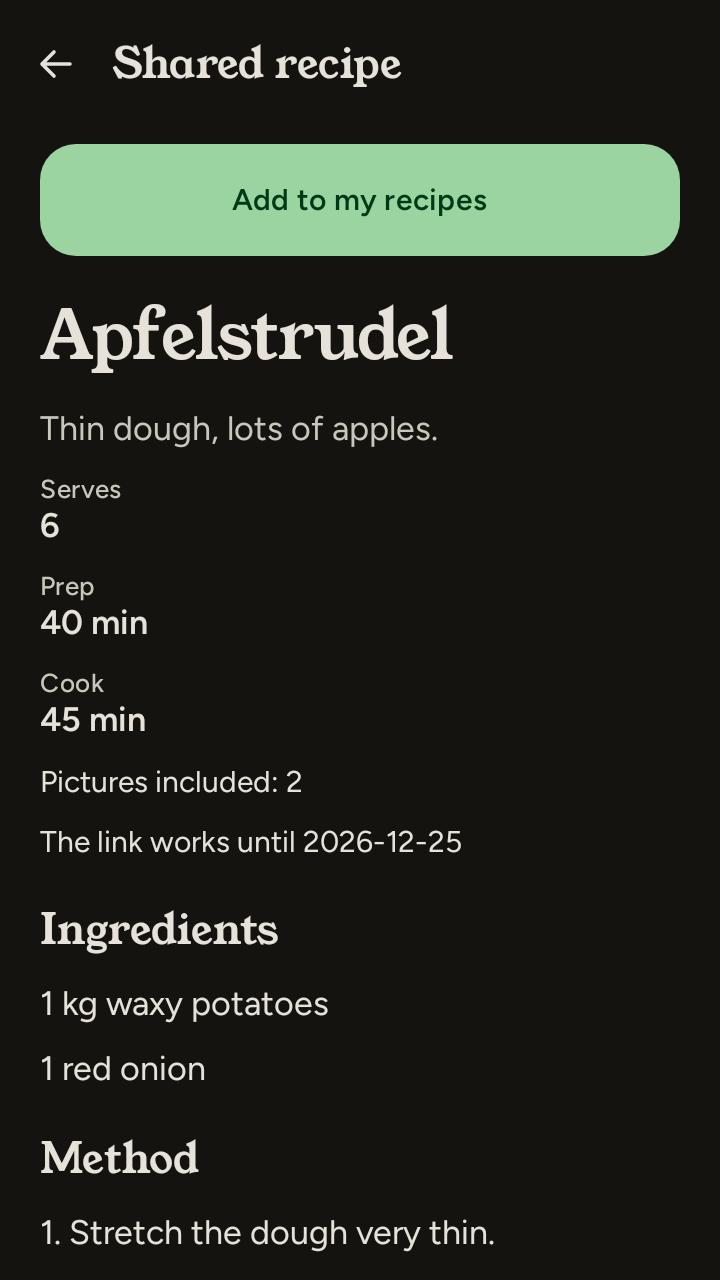 Shared recipe
Add to my recipes
Apfelstrudel
Thin dough, lots of apples.
Serves
6
Prep
40 min
Cook
45 min
Pictures included: 2
The link works until 2026-12-25
Ingredients
1 kg waxy potatoes
1 red onion
Method
1. Stretch the dough very thin.